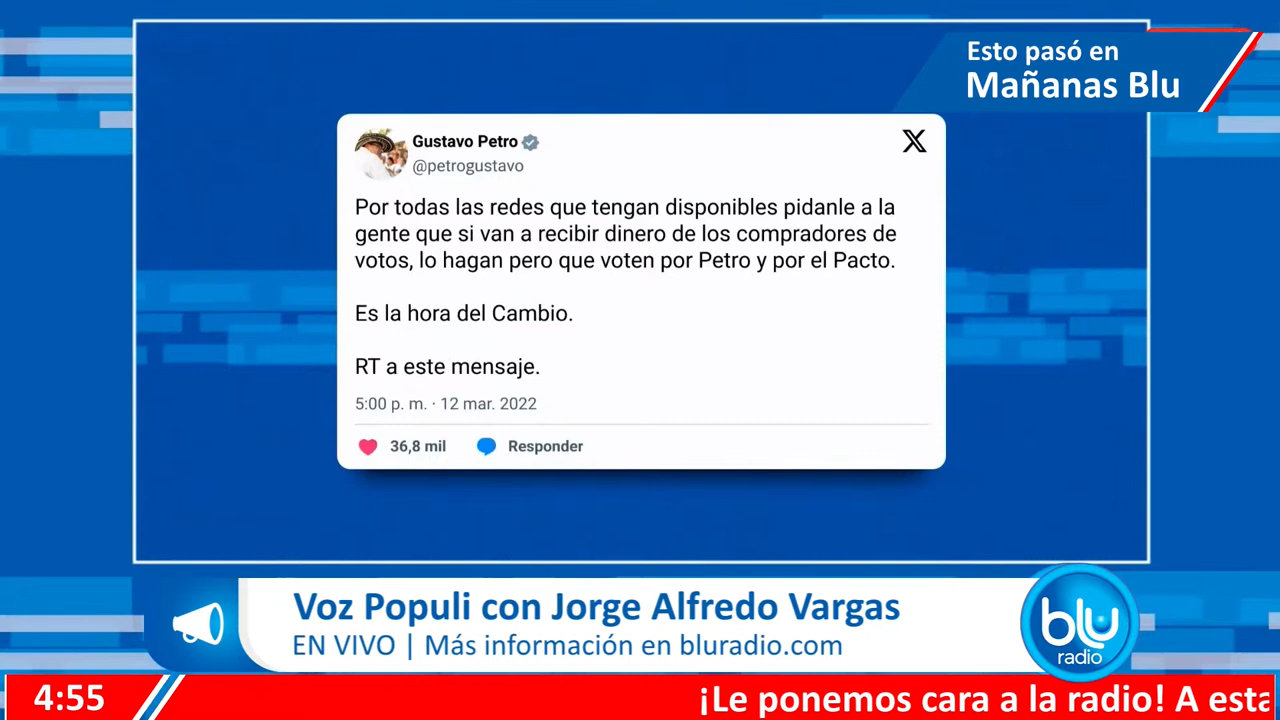 Esto pasó en
Mañanas Blu
Gustavo Petro
@petrogustavo
Por todas las redes que tengan disponibles pidanle a la
gente que si van a recibir dinero de los compradores de
votos, lo hagan pero que voten por Petro y por el Pacto.
Es la hora del Cambio.
RT a este mensaje.
5:00 p. m. · 12 mar. 2022
36,8 mil
Responder
Voz Populi con Jorge Alfredo Vargas
EN VIVO | Más información en bluradio.com
blu
radio
4:55
¡Le ponemos cara a la radio! A esta